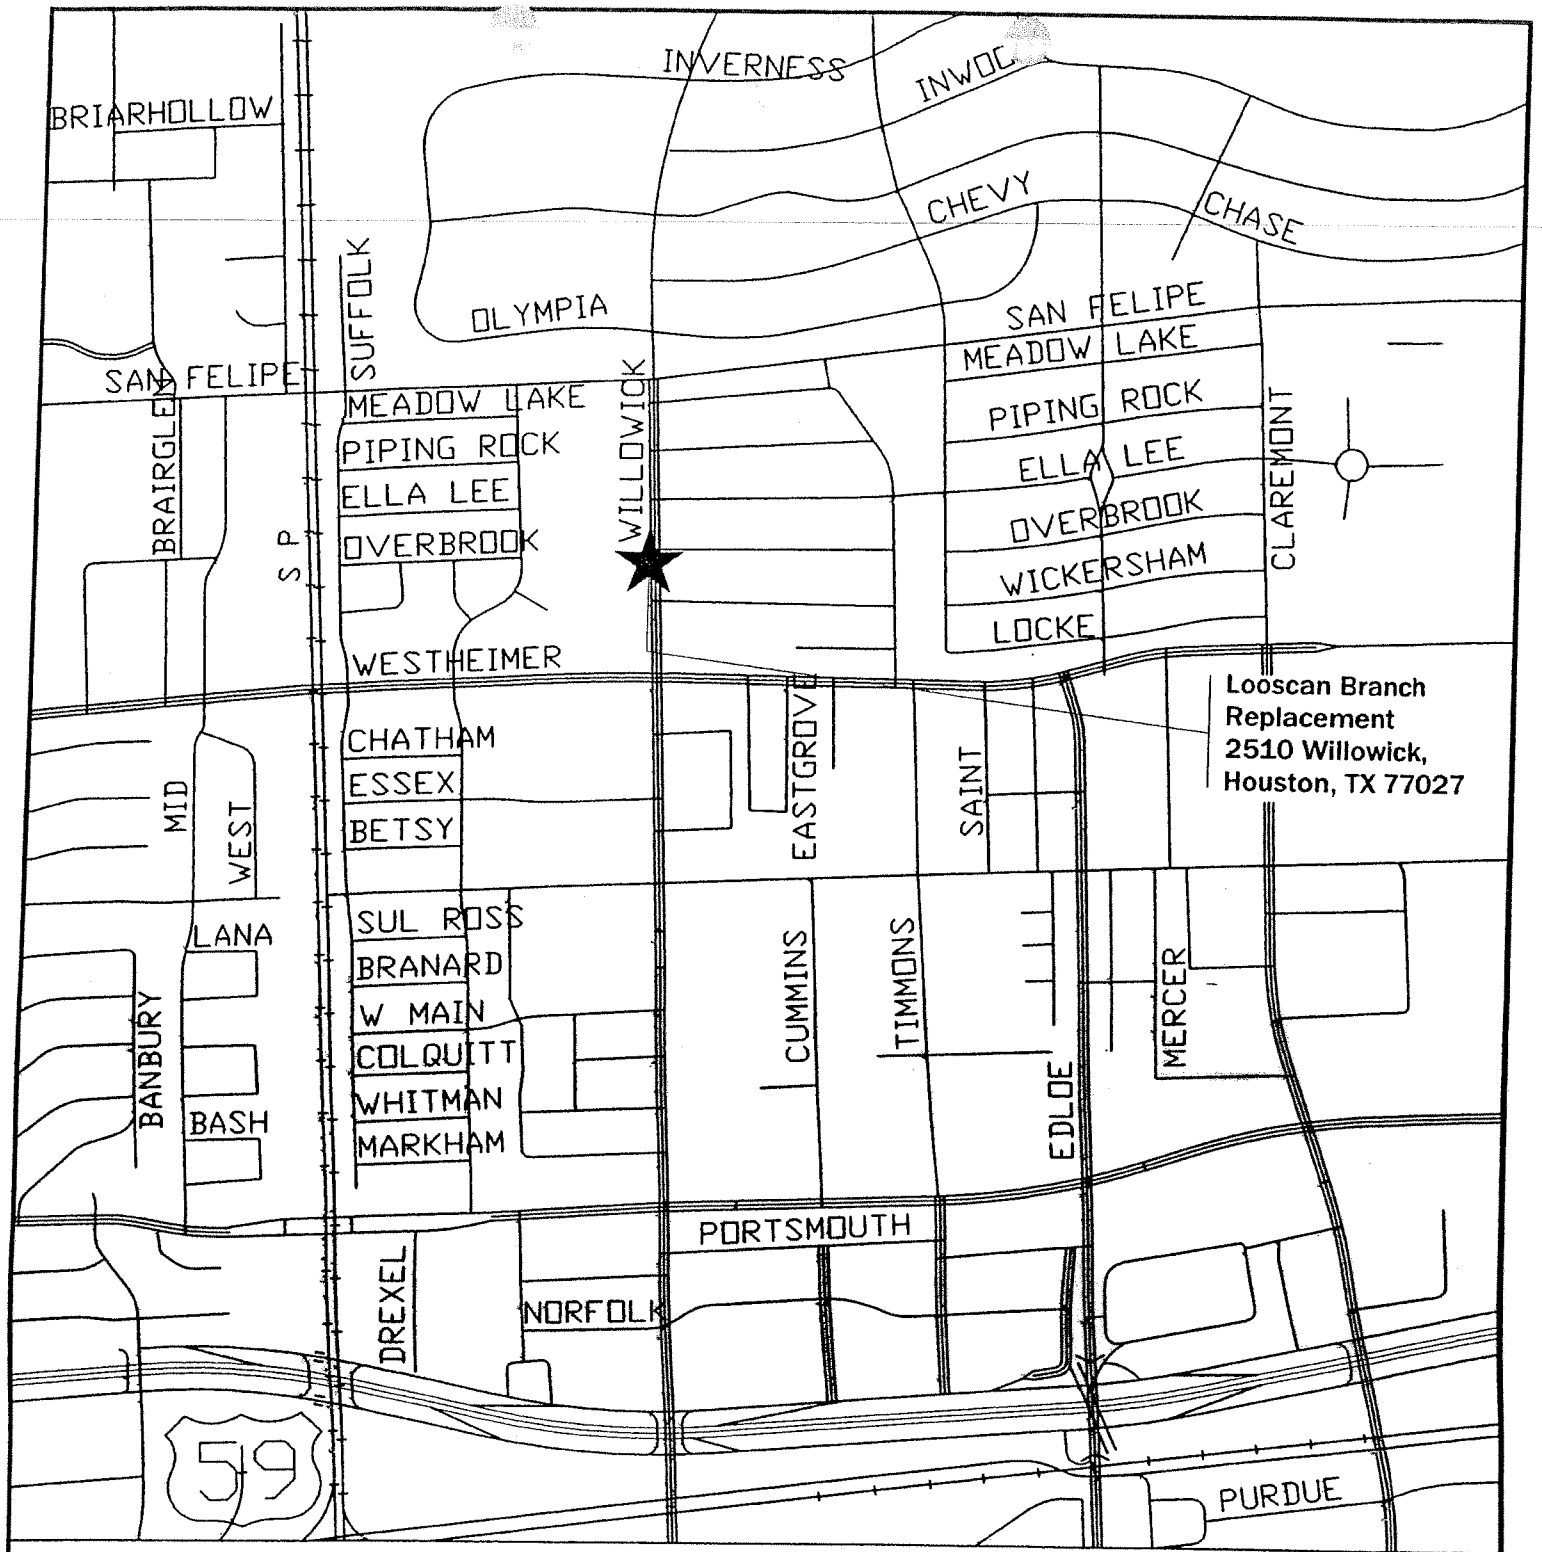 INVERNESS
INWOO
BRIARHOLLOW
CHEVY
CHASE
SUFFOLK
OLYMPIA
SAN FELIPE
MEADOW LAKE
SAN FELIPE
BRAIRGLEN
MEADOW LAKE
WILLOWICK
PIPING ROCK
PIPING ROCK
CLAREMONT
ELLA LEE
ELLA LEE
OVERBROOK
OVERBROOK
S P
WICKERSHAM
LOCKE
WESTHEIMER
Looscan Branch
Replacement
2510 Willowick,
Houston, TX 77027
EASTGROVE
SAINT
CHATHAM
ESSEX
BETSY
MID
WEST
SUL ROSS
LANA
BRANARD
CUMMINS
TIMMONS
MERCER
W MAIN
BANBURY
COLQUITT
EDLOE
WHITMAN
BASH
MARKHAM
PORTSMOUTH
DREXEL
NORFOLK
59
PURDUE